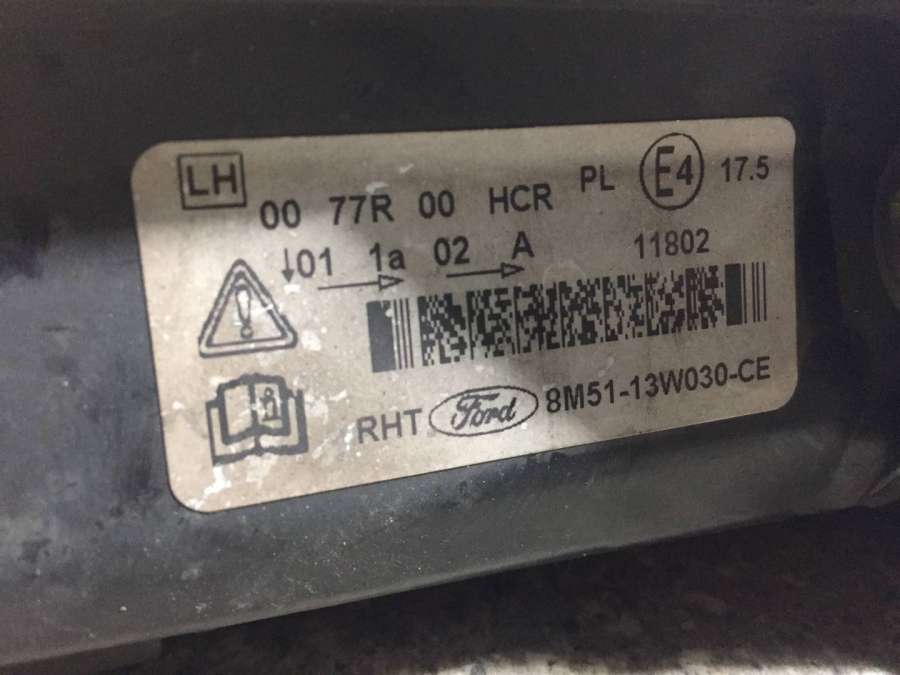 LH 00 77R 00 HCR PL E4 17.5
01 1a 02 A 11802
RHT Ford 8M51-13W030-CE